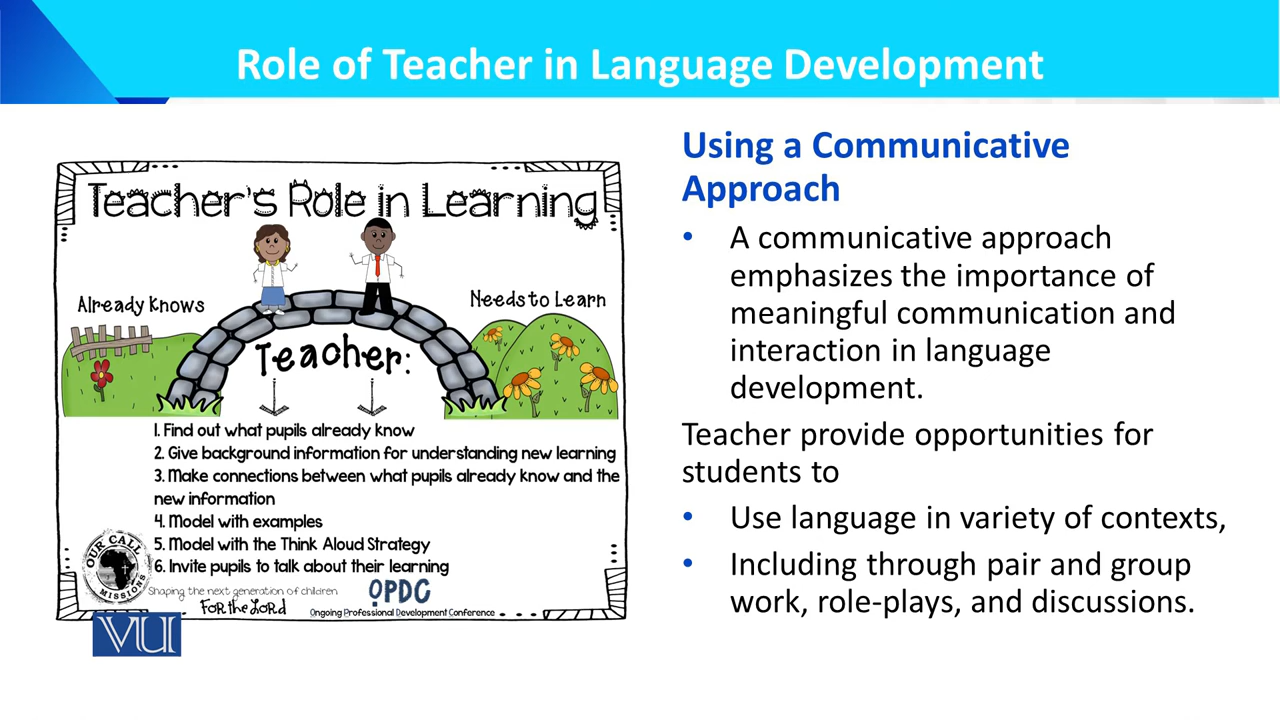 Role of Teacher in Language Development
Teacher's Role in Learning
Already Knows
Needs to Learn
Teacher:
1. Find out what pupils already know
2. Give background information for understanding new learning
3. Make connections between what pupils already know and the
new information
4. Model with examples
5. Model with the Think Aloud Strategy
6. Invite pupils to talk about their learning
OUR CALL
MISSIONS
Shaping the next generation of children
For the Lord
OPDC
Ongoing Professional Development Conference
VU
Using a Communicative
Approach
• A communicative approach
emphasizes the importance of
meaningful communication and
interaction in language
development.
Teacher provide opportunities for
students to
• Use language in variety of contexts,
• Including through pair and group
work, role-plays, and discussions.